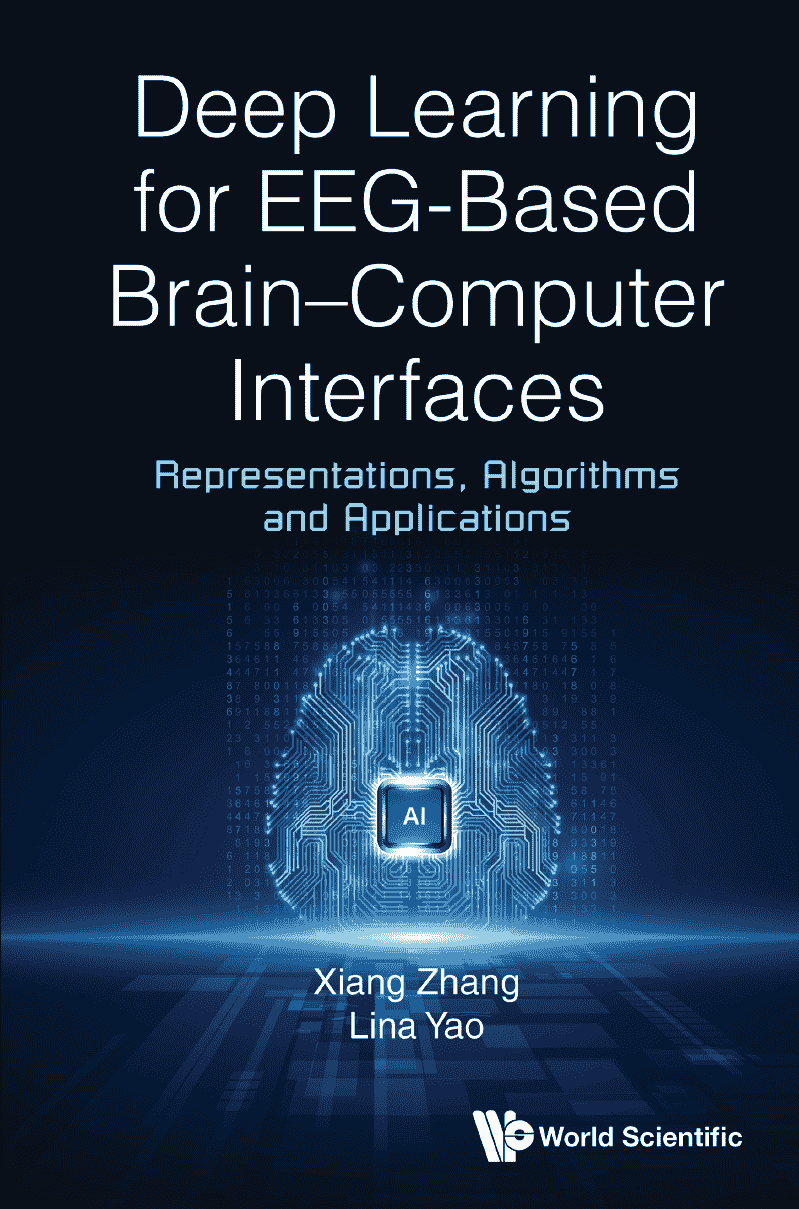 Deep Learning
for EEG-Based
Brain–Computer
Interfaces
Representations, Algorithms
and Applications
AI
Xiang Zhang
Lina Yao
World Scientific